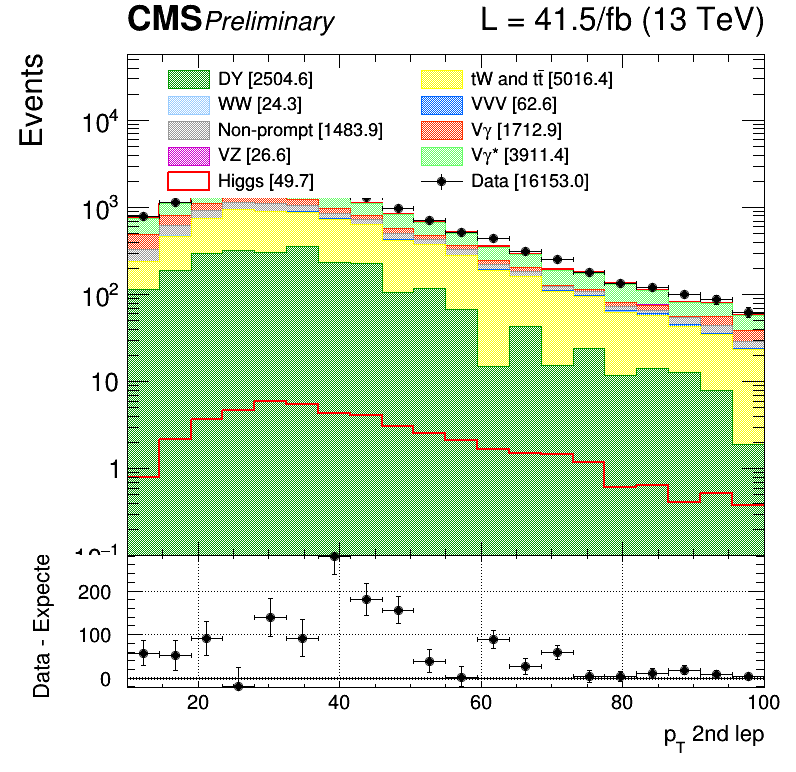 CMS Preliminary L = 41.5/fb (13 TeV)
Events
DY [2504.6] tW and tt̅ [5016.4]
WW [24.3] VVV [62.6]
Non-prompt [1483.9] Vγ [1712.9]
VZ [26.6] Vγ* [3911.4]
Higgs [49.7] Data [16153.0]
10⁴
10³
10²
10
1
10⁻¹
Data - Expecte
200
100
0
20 40 60 80 100
p_T 2nd lep